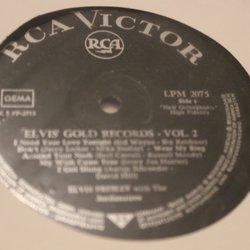 RCA VICTOR
RCA
GEMA
LPM 2075
Side 1
"New Orthophonic"
High Fidelity
ELVIS' GOLD RECORDS - VOL. 2
I Need Your Love Tonight (Sid Wayne - Bix Reichner)
Don't (Jerry Leiber - Mike Stoller) - Wear My Ring
Around Your Neck (Bert Carroll - Russell Moody)
My Wish Came True (Ivory Joe Hunter)
I Got Stung (Aaron Schroeder -
David Hill)
ELVIS PRESLEY with The
Jordanaires